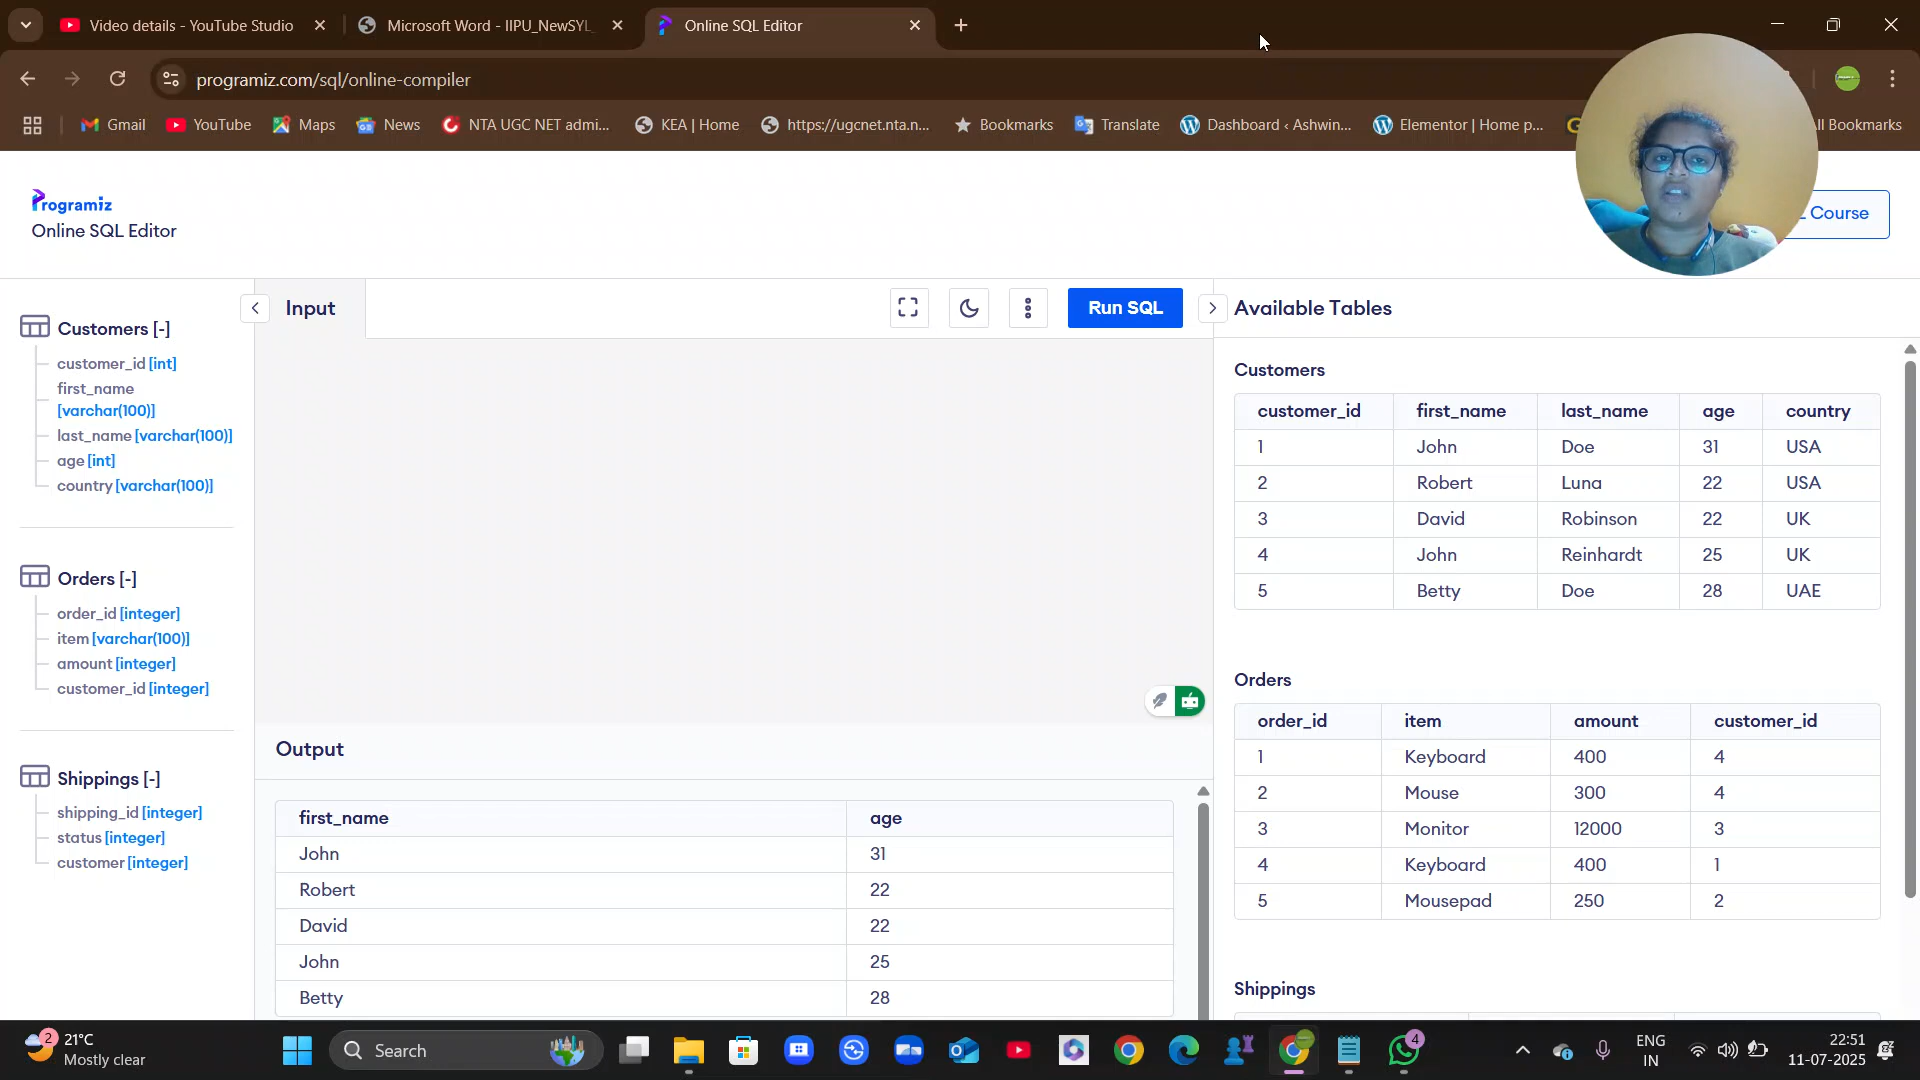 Video details - YouTube Studio
Microsoft Word - IIPU_NewSYL
Online SQL Editor
programiz.com/sql/online-compiler
Gmail
YouTube
Maps
News
NTA UGC NET admi...
KEA | Home
https://ugcnet.nta.n...
Bookmarks
Translate
Dashboard ‹ Ashwin...
Elementor | Home p...
All Bookmarks
Programiz
Online SQL Editor
Course
Customers [-]
customer_id [int]
first_name
[varchar(100)]
last_name [varchar(100)]
age [int]
country [varchar(100)]
Orders [-]
order_id [integer]
item [varchar(100)]
amount [integer]
customer_id [integer]
Shippings [-]
shipping_id [integer]
status [integer]
customer [integer]
Input
Run SQL
Output
first_name age
John 31
Robert 22
David 22
John 25
Betty 28
Available Tables
Customers
customer_id first_name last_name age country
1 John Doe 31 USA
2 Robert Luna 22 USA
3 David Robinson 22 UK
4 John Reinhardt 25 UK
5 Betty Doe 28 UAE
Orders
order_id item amount customer_id
1 Keyboard 400 4
2 Mouse 300 4
3 Monitor 12000 3
4 Keyboard 400 1
5 Mousepad 250 2
Shippings
2
21°C
Mostly clear
Search
4
ENG
IN
22:51
11-07-2025